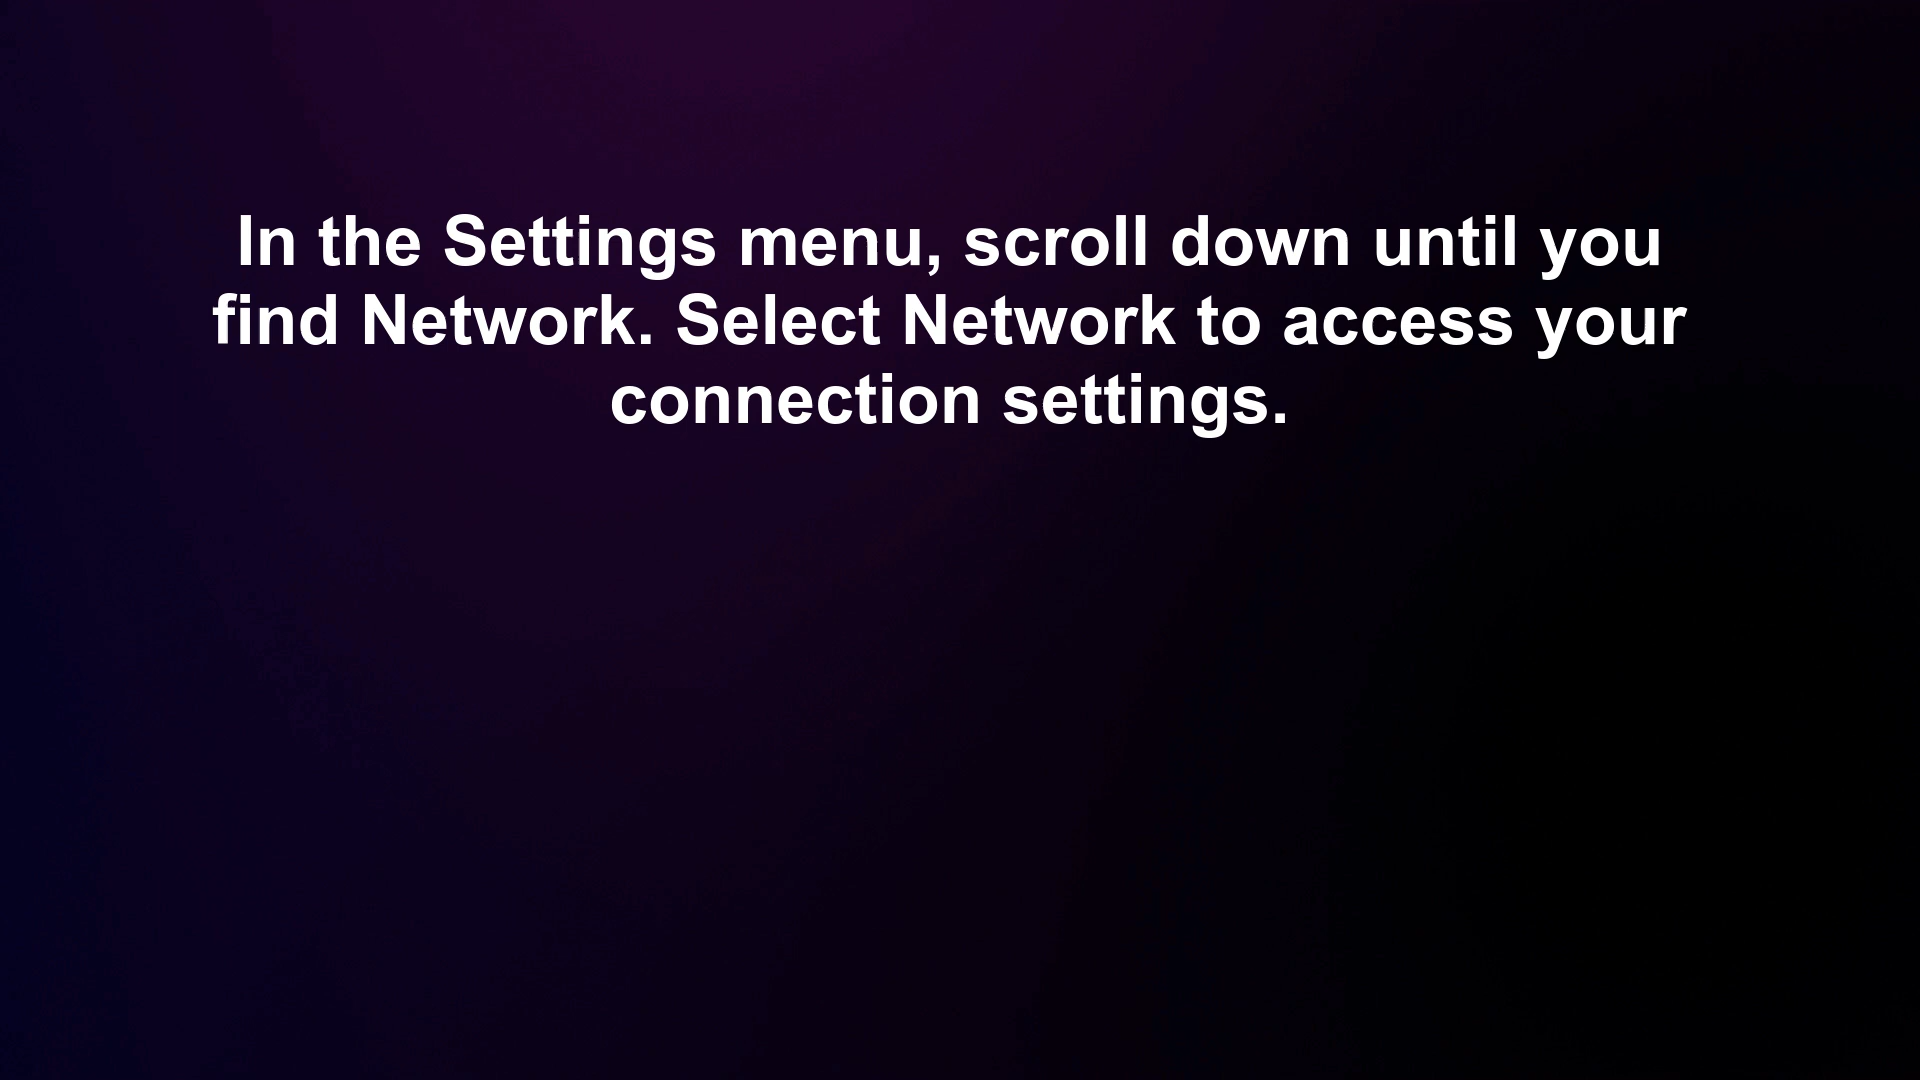 In the Settings menu, scroll down until you
find Network. Select Network to access your
connection settings.